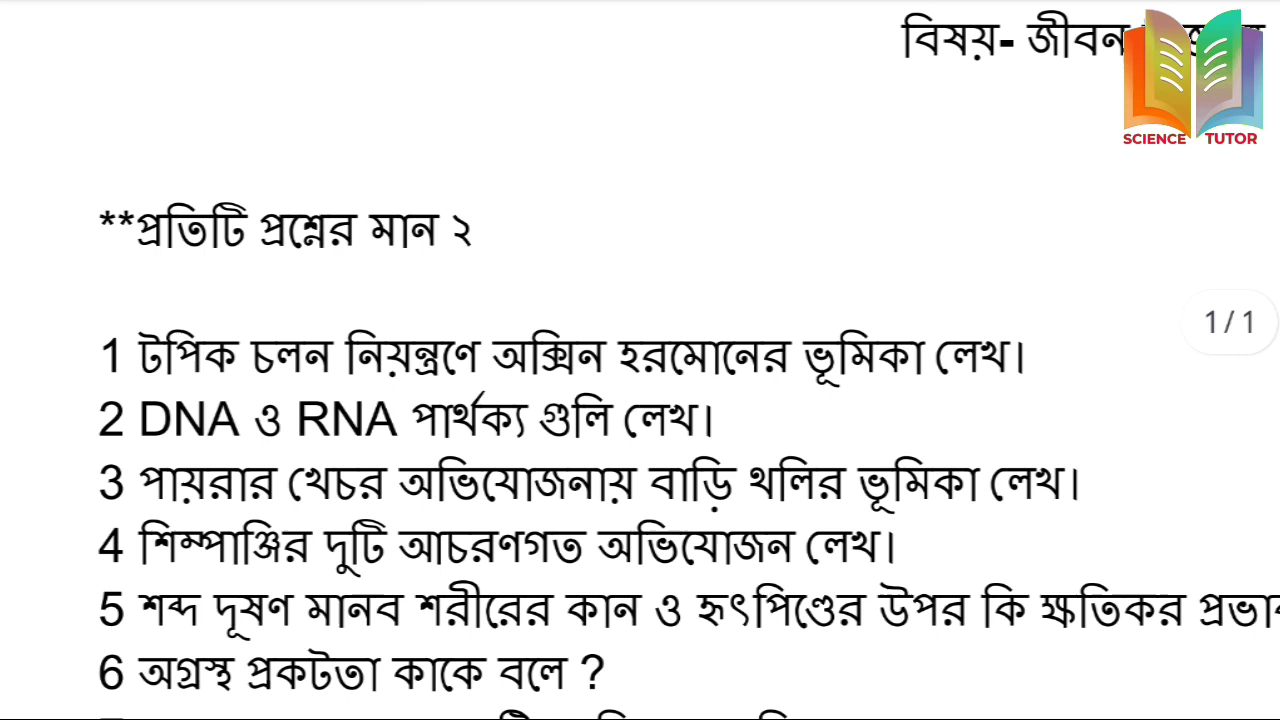 বিষয়- জীবন
SCIENCE TUTOR
**প্রতিটি প্রশ্নের মান ২
1/1
1 টপিক চলন নিয়ন্ত্রণে অক্সিন হরমোনের ভূমিকা লেখ।
2 DNA ও RNA পার্থক্য গুলি লেখ।
3 পায়রার খেচর অভিযোজনায় বাড়ি থলির ভূমিকা লেখ।
4 শিম্পাঞ্জির দুটি আচরণগত অভিযোজন লেখ।
5 শব্দ দূষণ মানব শরীরের কান ও হৃৎপিণ্ডের উপর কি ক্ষতিকর
6 অগ্রস্থ প্রকটতা কাকে বলে ?